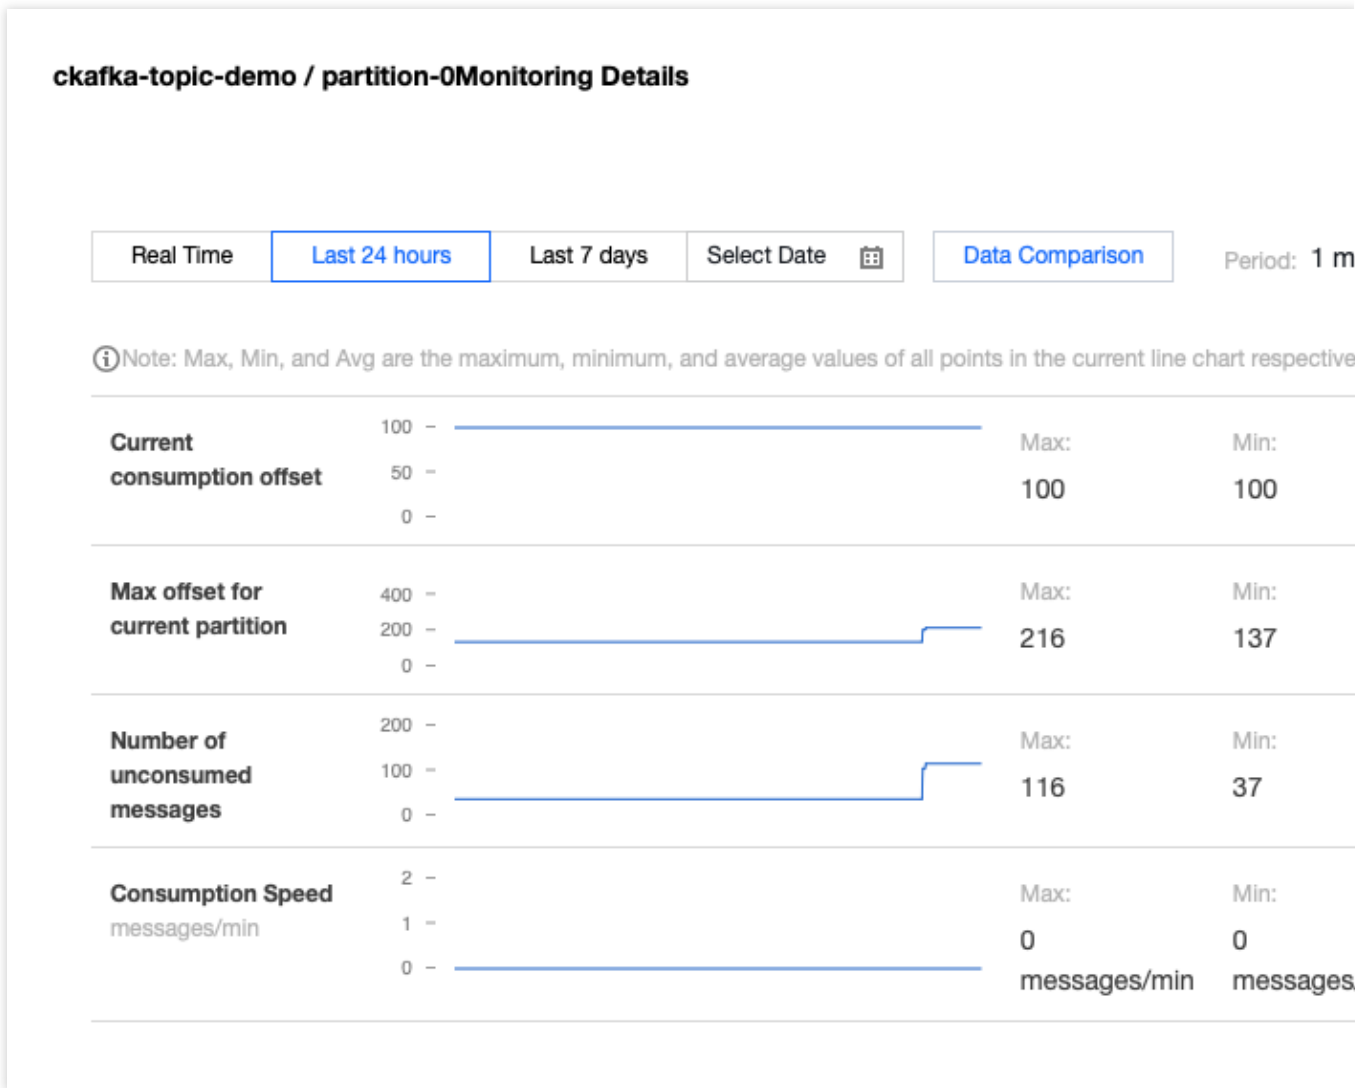 ckafka-topic-demo / partition-0Monitoring Details
Real Time Last 24 hours Last 7 days Select Date Data Comparison Period: 1 m
Note: Max, Min, and Avg are the maximum, minimum, and average values of all points in the current line chart respective
Current
consumption offset
100
50
0
Max:
100
Min:
100
Max offset for
current partition
400
200
0
Max:
216
Min:
137
Number of
unconsumed
messages
200
100
0
Max:
116
Min:
37
Consumption Speed
messages/min
2
1
0
Max:
0
messages/min
Min:
0
messages/